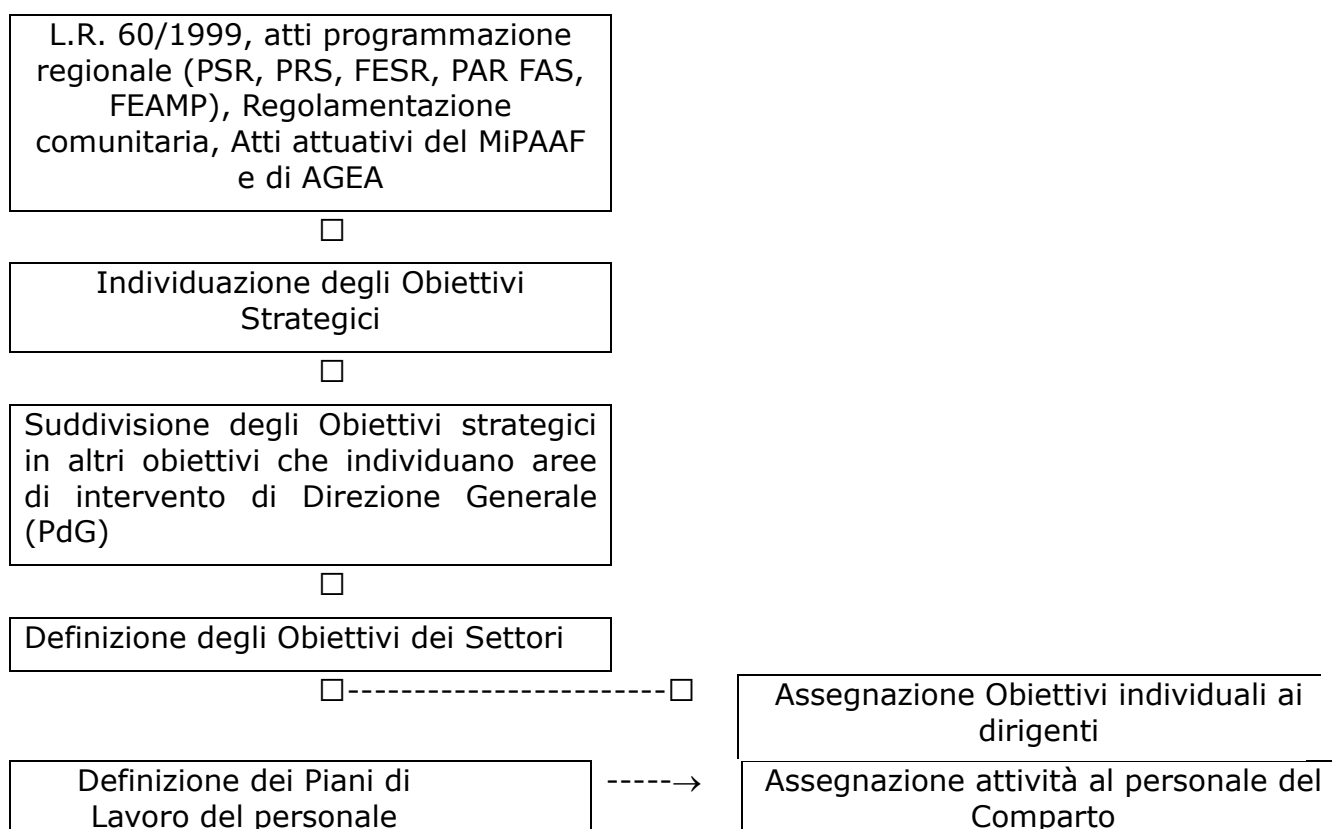 L.R. 60/1999, atti programmazione
regionale (PSR, PRS, FESR, PAR FAS,
FEAMP), Regolamentazione
comunitaria, Atti attuativi del MiPAAF
e di AGEA
□
Individuazione degli Obiettivi
Strategici
□
Suddivisione degli Obiettivi strategici
in altri obiettivi che individuano aree
di intervento di Direzione Generale
(PdG)
□
Definizione degli Obiettivi dei Settori
□------------------------□
Assegnazione Obiettivi individuali ai
dirigenti
Definizione dei Piani di
Lavoro del personale
-----→
Assegnazione attività al personale del
Comparto